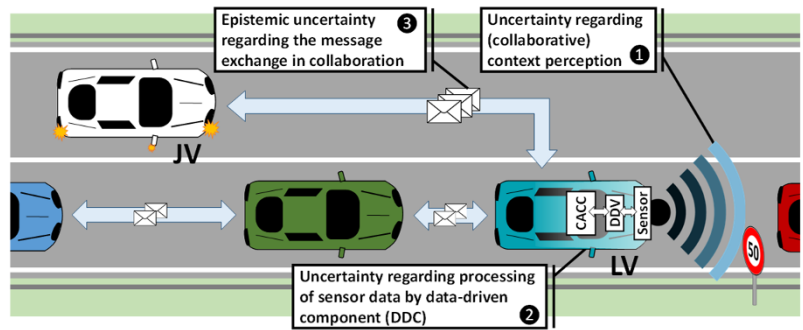 Epistemic uncertainty
regarding the message
exchange in collaboration
3
Uncertainty regarding
(collaborative)
context perception
1
JV
CACC
DDV
Sensor
LV
50
Uncertainty regarding processing
of sensor data by data-driven
component (DDC)
2